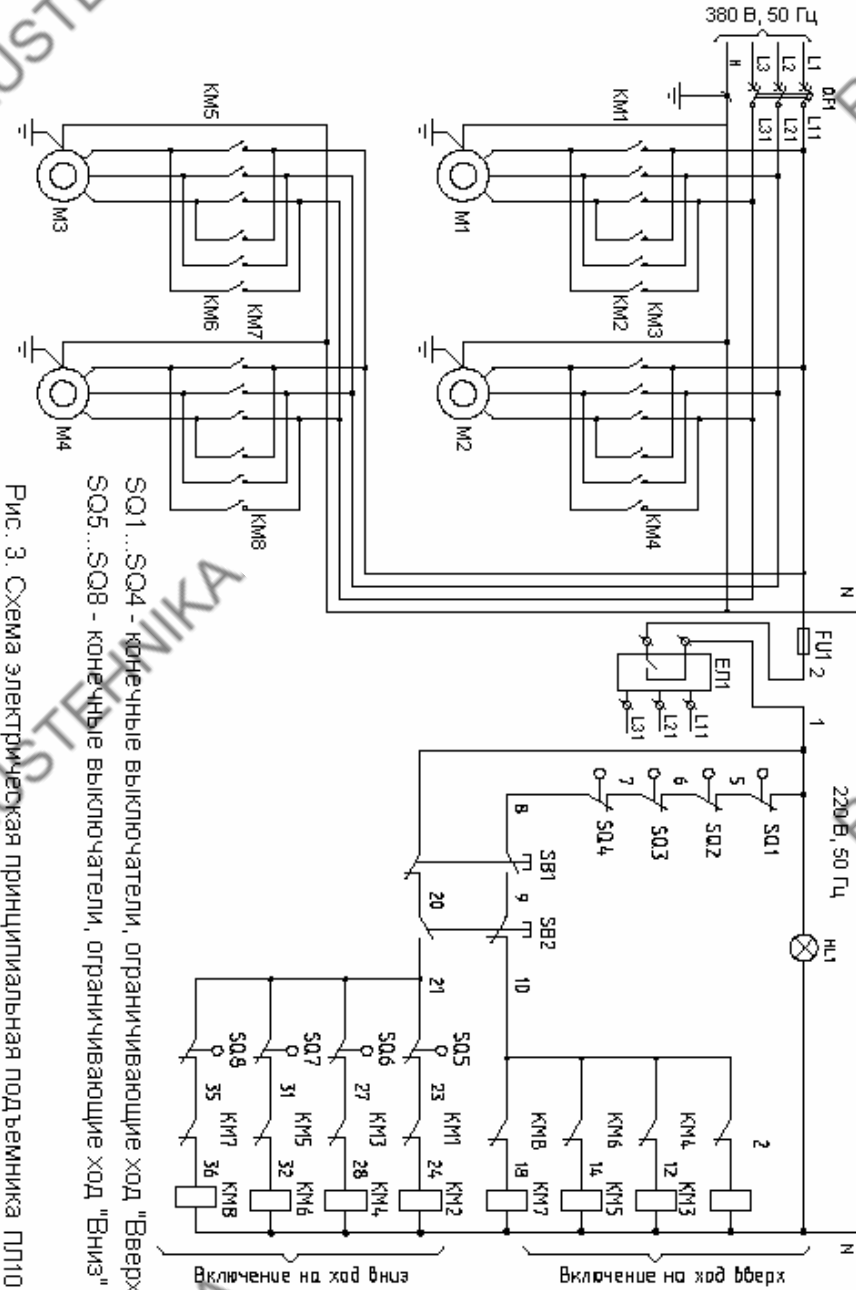 380 В, 50 Гц
L1
L2
L3
N
QF1
L11
L21
L31
KM1
M1
KM2
KM3
M2
KM4
KM5
M3
KM6
KM7
M4
KM8
N
FU1
2
1
ЕЛ1
L11
L21
L31
220 В, 50 Гц
HL1
SQ1
5
SQ2
6
SQ3
7
SQ4
8
SB1
9
20
SB2
10
21
2
KM4
12
KM3
KM6
14
KM5
KM8
18
KM7
SQ5
23
KM1
24
KM2
SQ6
27
KM3
28
KM4
SQ7
31
KM5
32
KM6
SQ8
35
KM7
36
KM8
N
Включение на ход вверх
Включение на ход вниз
SQ1...SQ4 - конечные выключатели, ограничивающие ход "Вверх
SQ5...SQ8 - конечные выключатели, ограничивающие ход "Вниз"
Рис. 3. Схема электрическая принципиальная подъемника ПЛ10